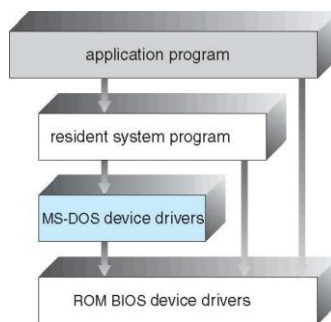 application program
resident system program
MS-DOS device drivers
ROM BIOS device drivers